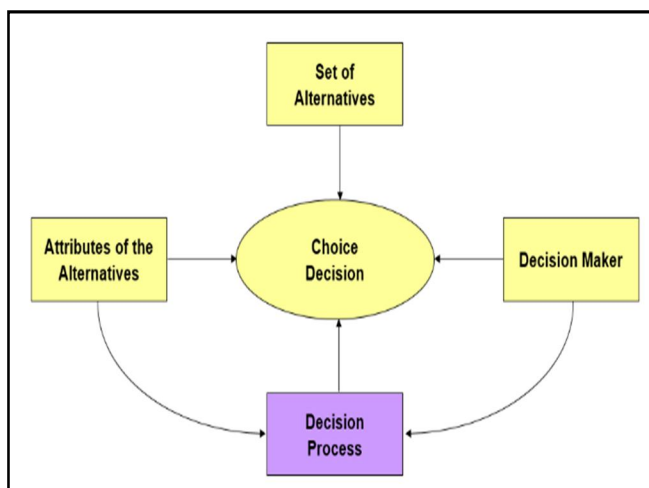 Set of
Alternatives
Attributes of the
Alternatives
Choice
Decision
Decision Maker
Decision
Process